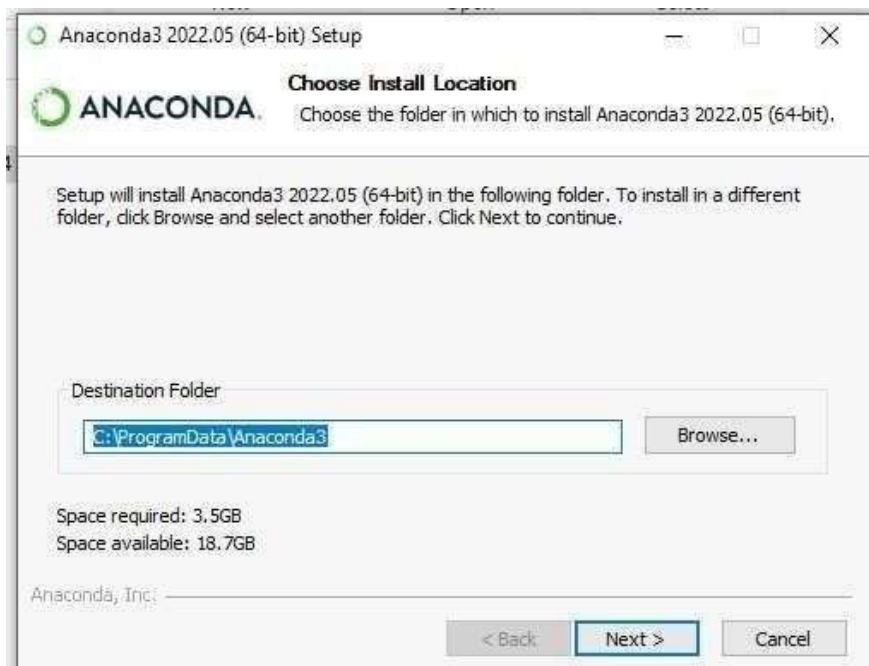 Anaconda3 2022.05 (64-bit) Setup
ANACONDA.
Choose Install Location
Choose the folder in which to install Anaconda3 2022.05 (64-bit).
Setup will install Anaconda3 2022.05 (64-bit) in the following folder. To install in a different
folder, click Browse and select another folder. Click Next to continue.
Destination Folder
C:\ProgramData\Anaconda3
Browse...
Space required: 3.5GB
Space available: 18.7GB
Anaconda, Inc.
< Back
Next >
Cancel